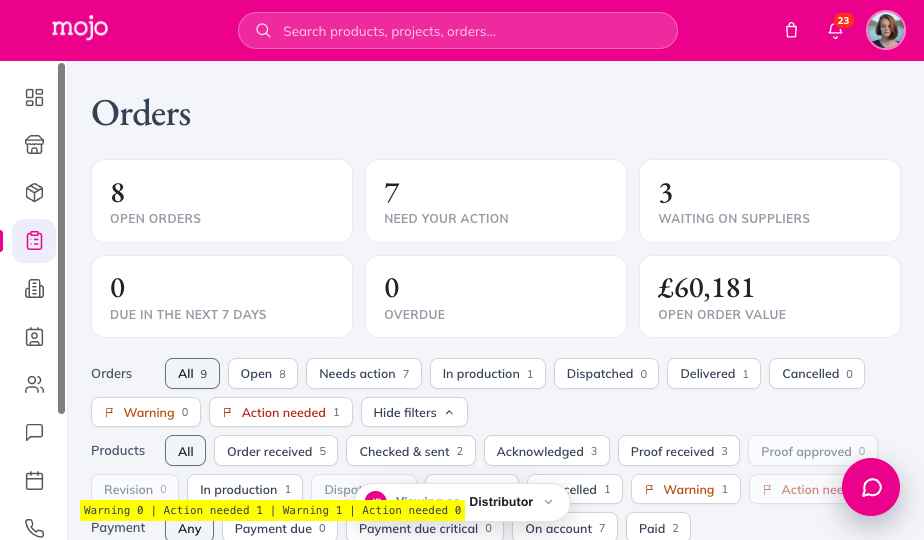 mojo
Search products, projects, orders...
23
Orders
8
OPEN ORDERS
7
NEED YOUR ACTION
3
WAITING ON SUPPLIERS
0
DUE IN THE NEXT 7 DAYS
0
OVERDUE
£60,181
OPEN ORDER VALUE
Orders All 9 Open 8 Needs action 7 In production 1 Dispatched 0 Delivered 1 Cancelled 0
Warning 0 Action needed 1 Hide filters
Products All Order received 5 Checked & sent 2 Acknowledged 3 Proof received 3 Proof approved 0
Revision 0 In production 1 1 Warning 1 Action
Distributor
Warning 0 | Action needed 1 | Warning 1 | Action needed 0
Payment Any Payment due 0 Payment due critical 0 On account 7 Paid 2